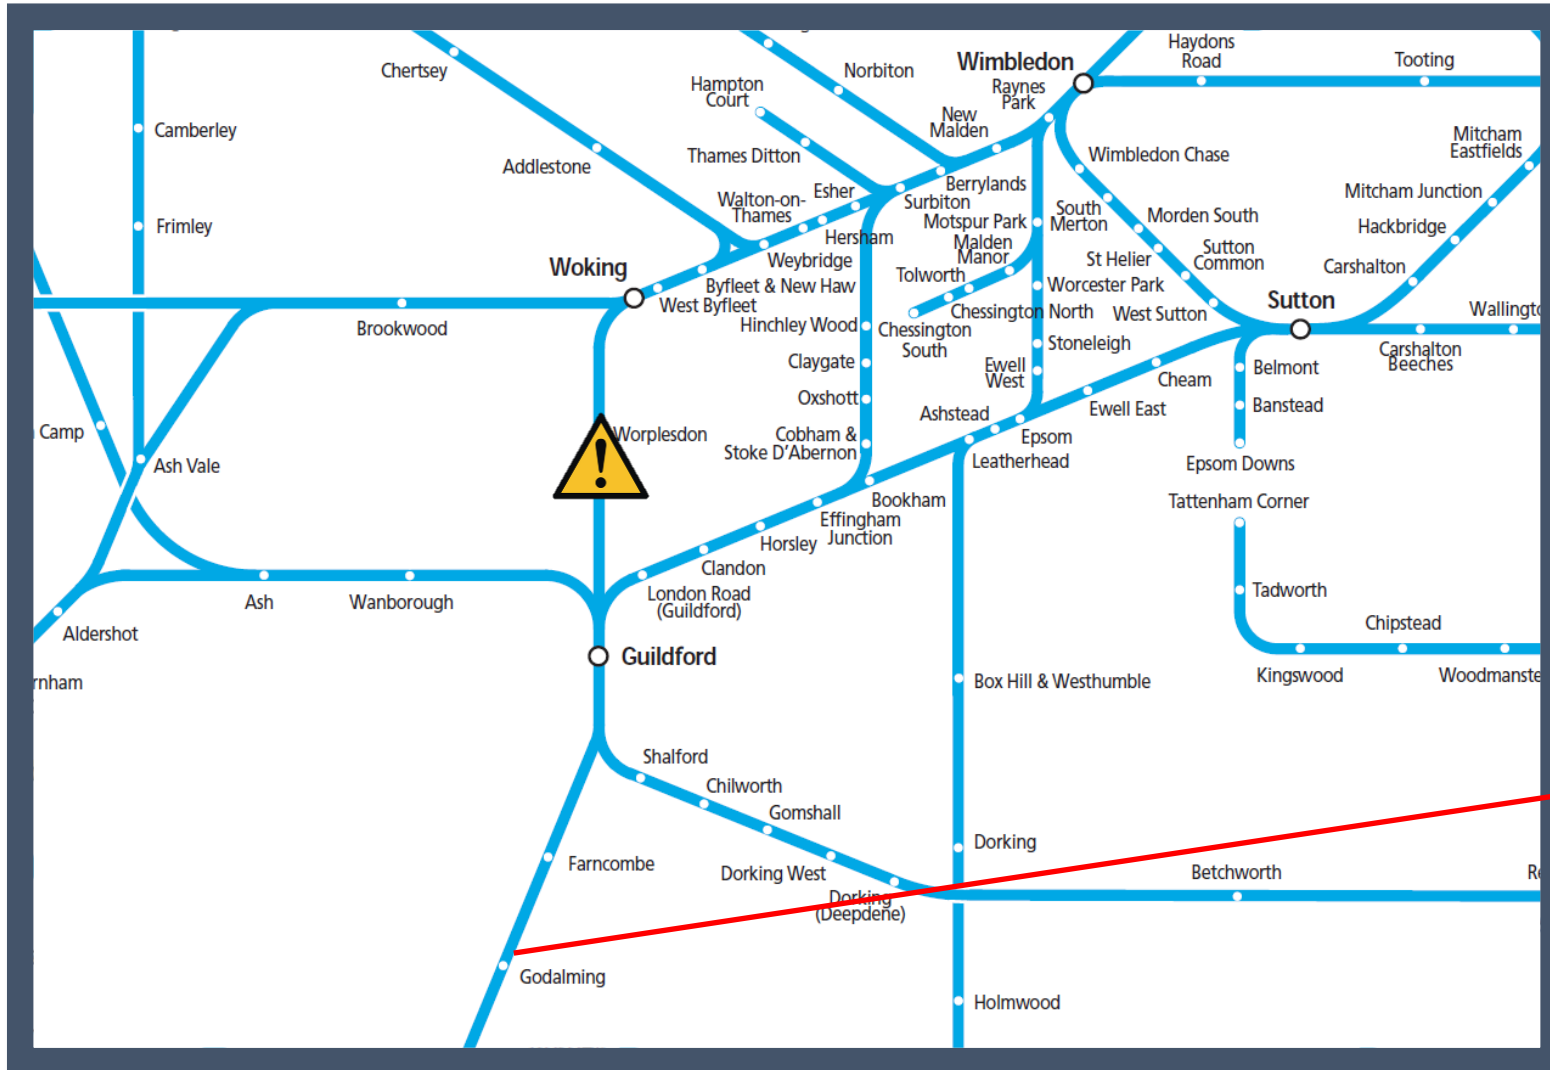 Haydons
Road
Tooting
Wimbledon
Chertsey
Norbiton
Hampton
Court
Raynes
Park
New
Malden
Camberley
Mitcham
Eastfields
Thames Ditton
Wimbledon Chase
Addlestone
Esher
Berrylands
Mitcham Junction
Walton-on-
Thames
Surbiton
South
Merton
Morden South
Motspur Park
Frimley
Hackbridge
Hersham
Malden
Manor
Sutton
Common
St Helier
Woking
Weybridge
Tolworth
Carshalton
Byfleet & New Haw
Worcester Park
Sutton
West Byfleet
Chessington North
West Sutton
Brookwood
Hinchley Wood
Chessington
South
Stoneleigh
Carshalton
Beeches
Claygate
Ewell
West
Cheam
Belmont
Oxshott
Ashstead
Ewell East
Banstead
Camp
Worplesdon
Cobham &
Stoke D'Abernon
Epsom
Ash Vale
Leatherhead
Epsom Downs
Bookham
Tattenham Corner
Effingham
Junction
Horsley
Clandon
Ash
Wanborough
London Road
(Guildford)
Tadworth
Aldershot
Chipstead
Guildford
Box Hill & Westhumble
Kingswood
Shalford
Chilworth
Gomshall
Dorking
Farncombe
Dorking West
Betchworth
Dorking
(Deepdene)
Godalming
Holmwood